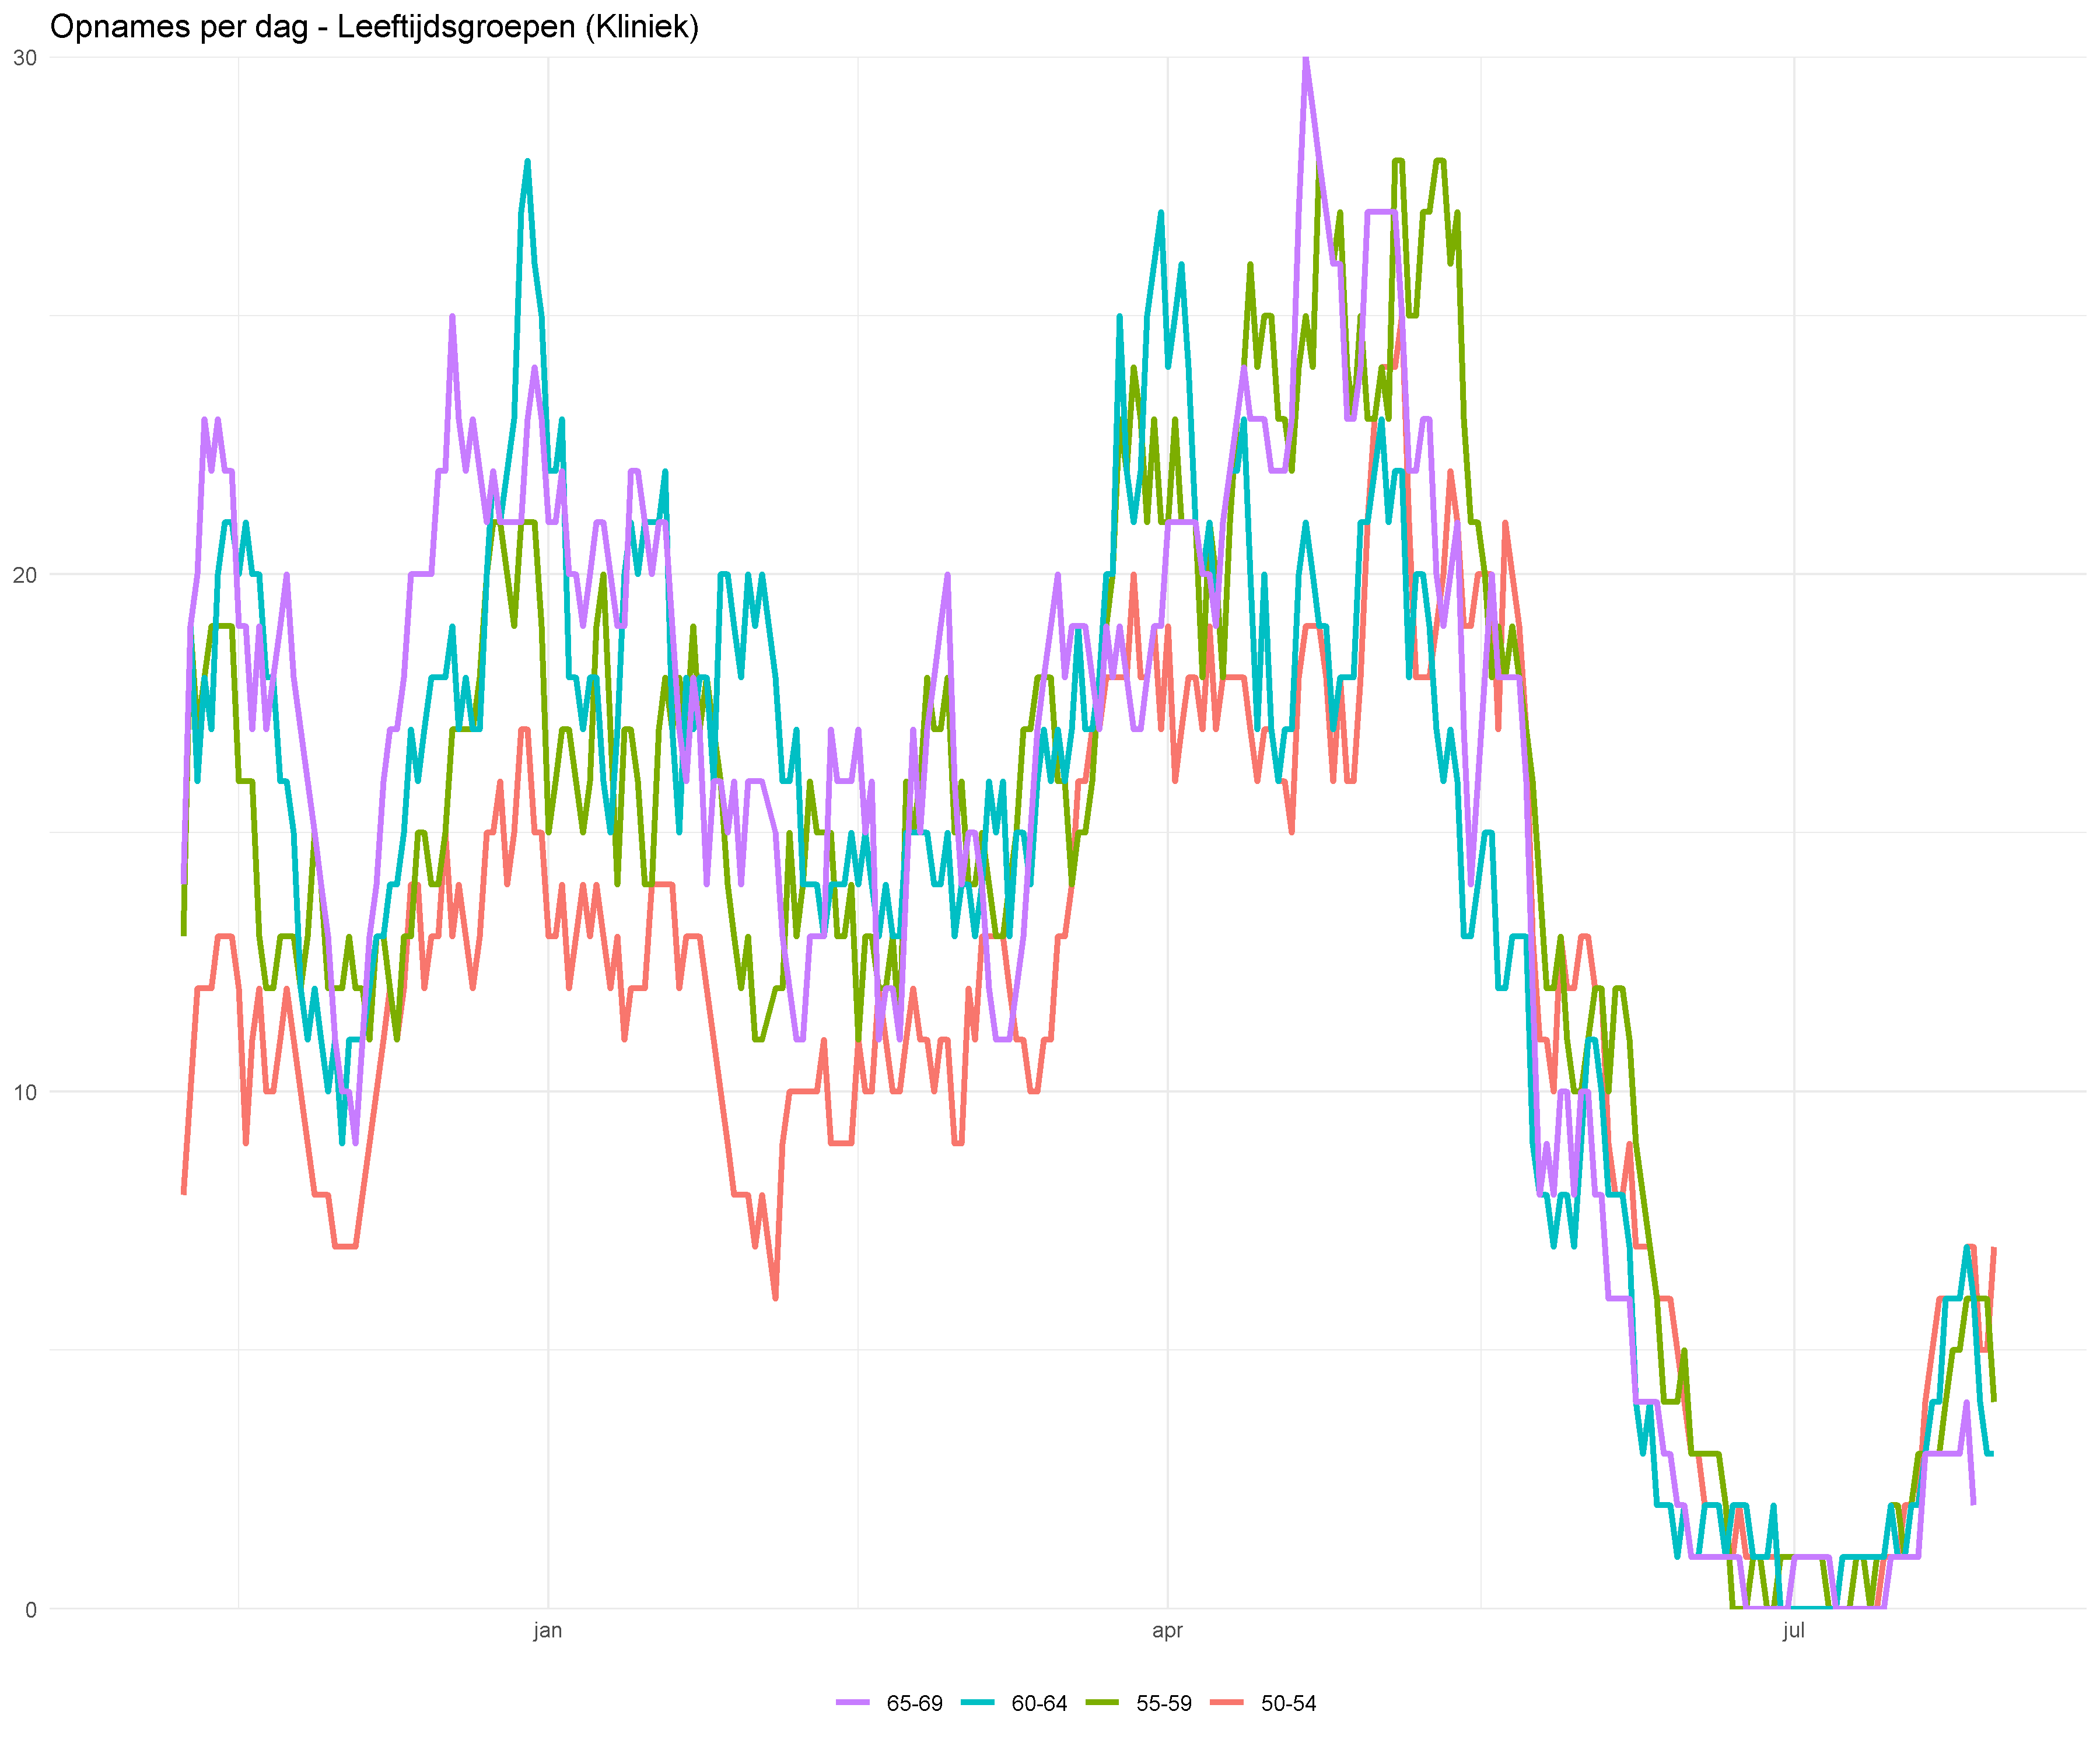 Opnames per dag - Leeftijdsgroepen (Kliniek)
30
20
10
0
jan apr jul
65-69 60-64 55-59 50-54